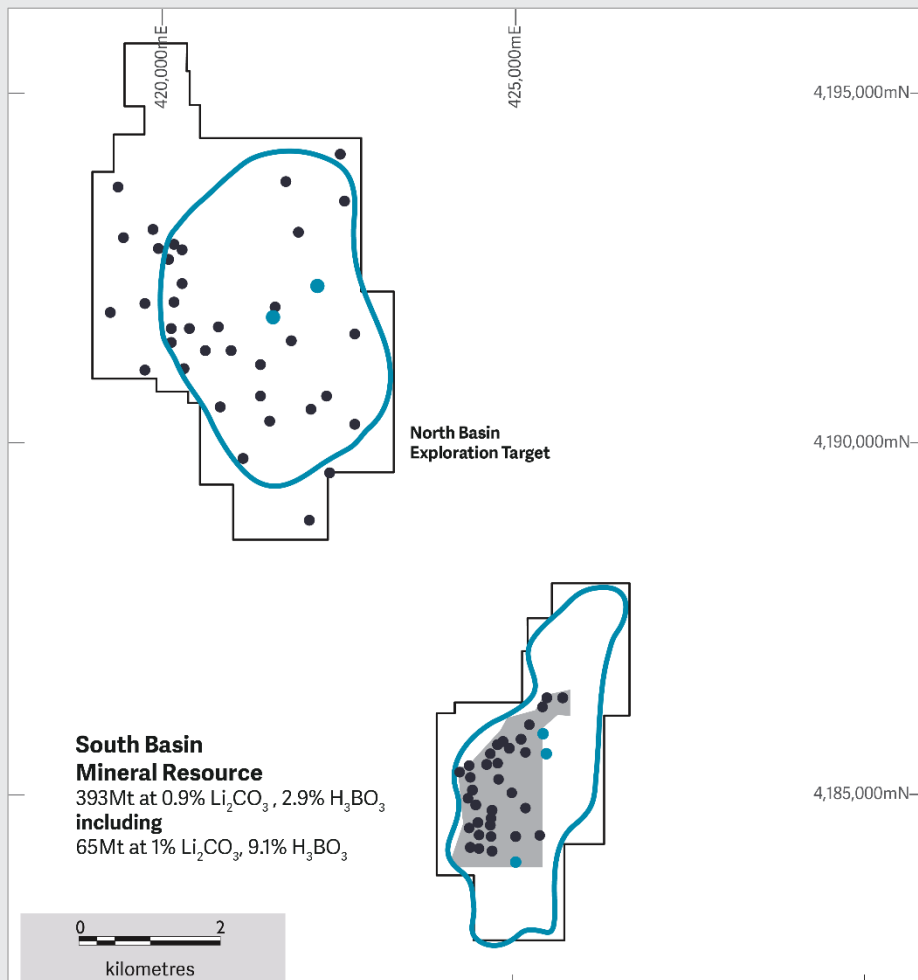 420,000mE
425,000mE
4,195,000mN
4,190,000mN
North Basin
Exploration Target
South Basin
Mineral Resource
393Mt at 0.9% Li₂CO₃ , 2.9% H₃BO₃
including
65Mt at 1% Li₂CO₃, 9.1% H₃BO₃
4,185,000mN
0 2
kilometres